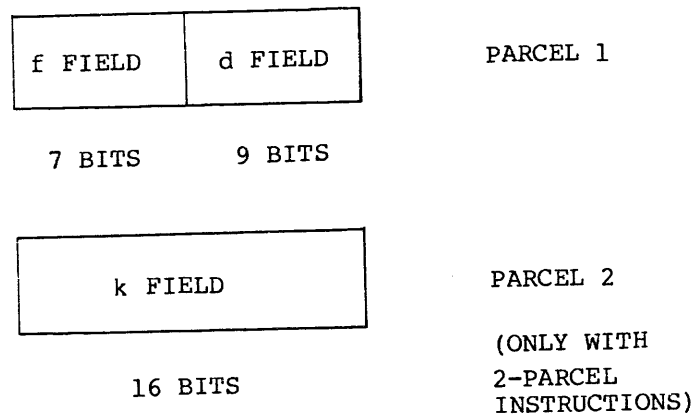 f FIELD d FIELD PARCEL 1
7 BITS 9 BITS
k FIELD PARCEL 2
(ONLY WITH
16 BITS 2-PARCEL
INSTRUCTIONS)